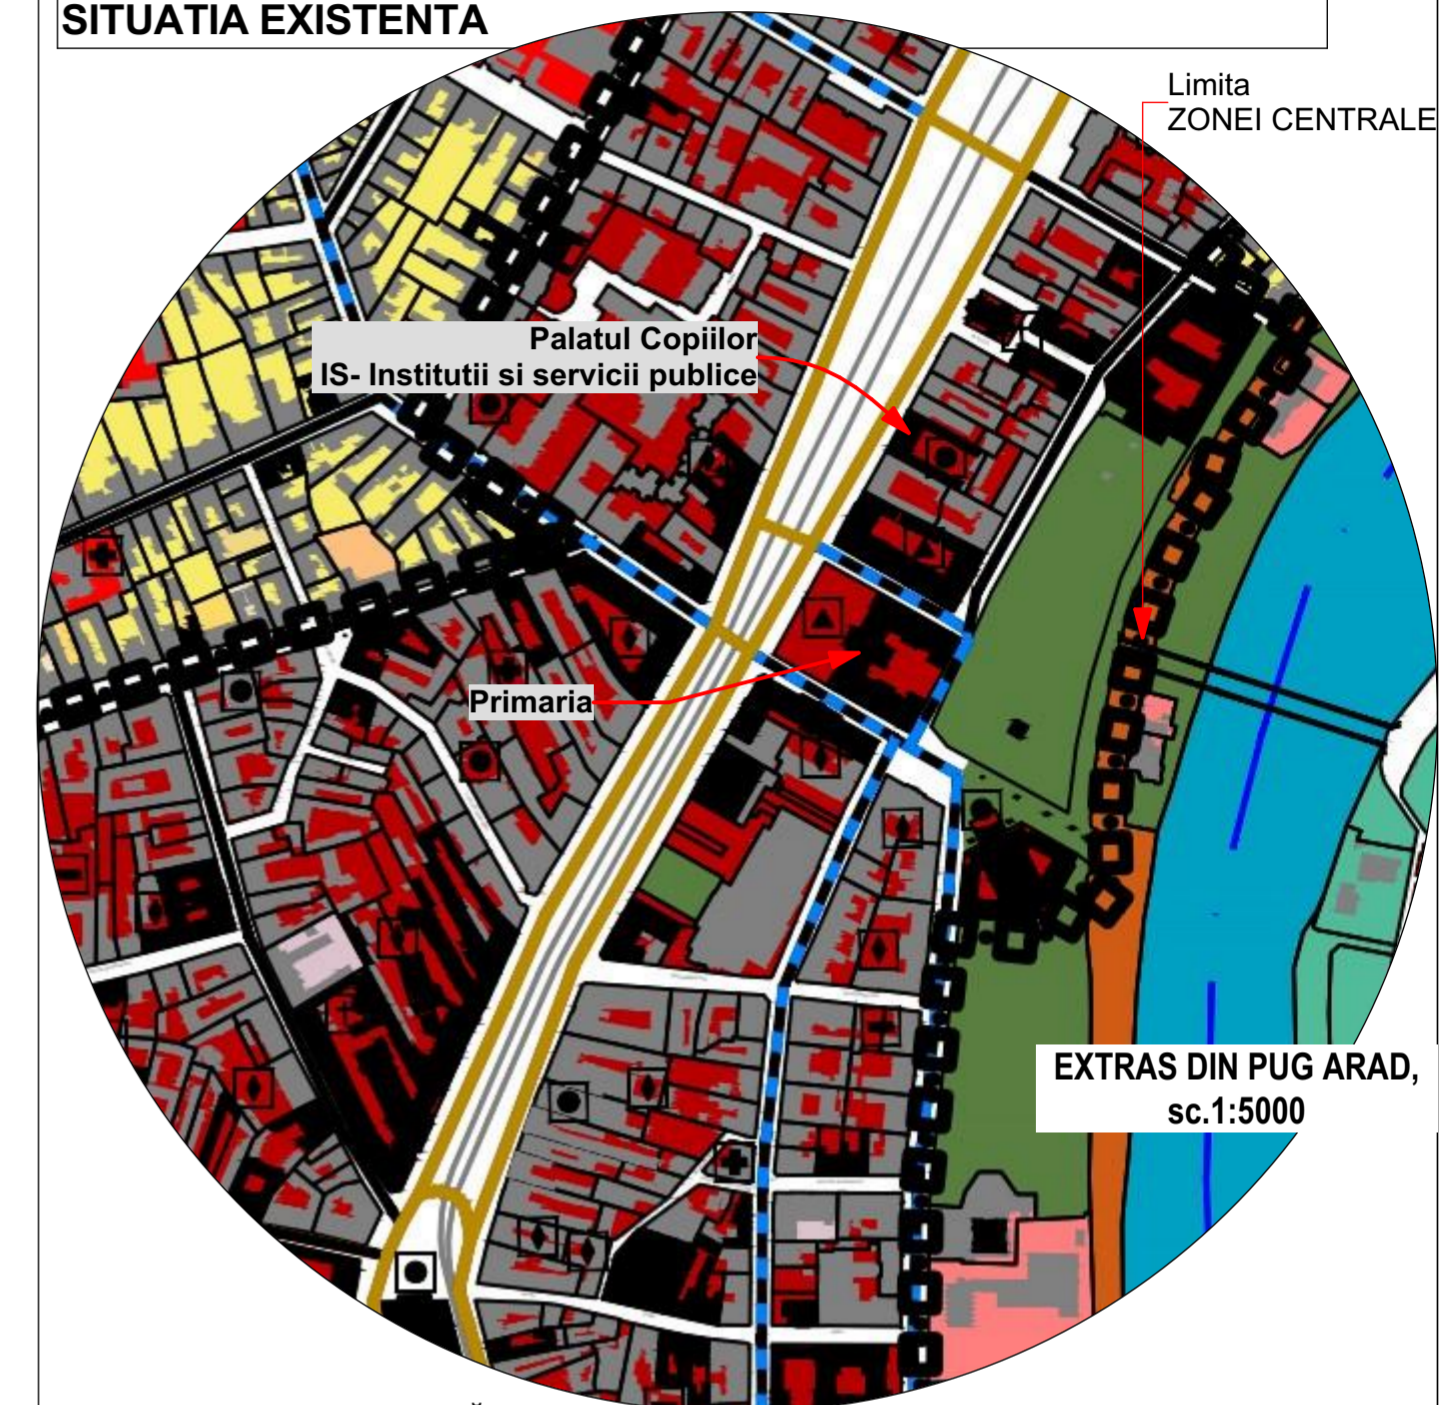 SITUATIA EXISTENTA
Limita
ZONEI CENTRALE
Palatul Copiilor
IS- Institutii si servicii publice
Primaria
EXTRAS DIN PUG ARAD,
sc.1:5000